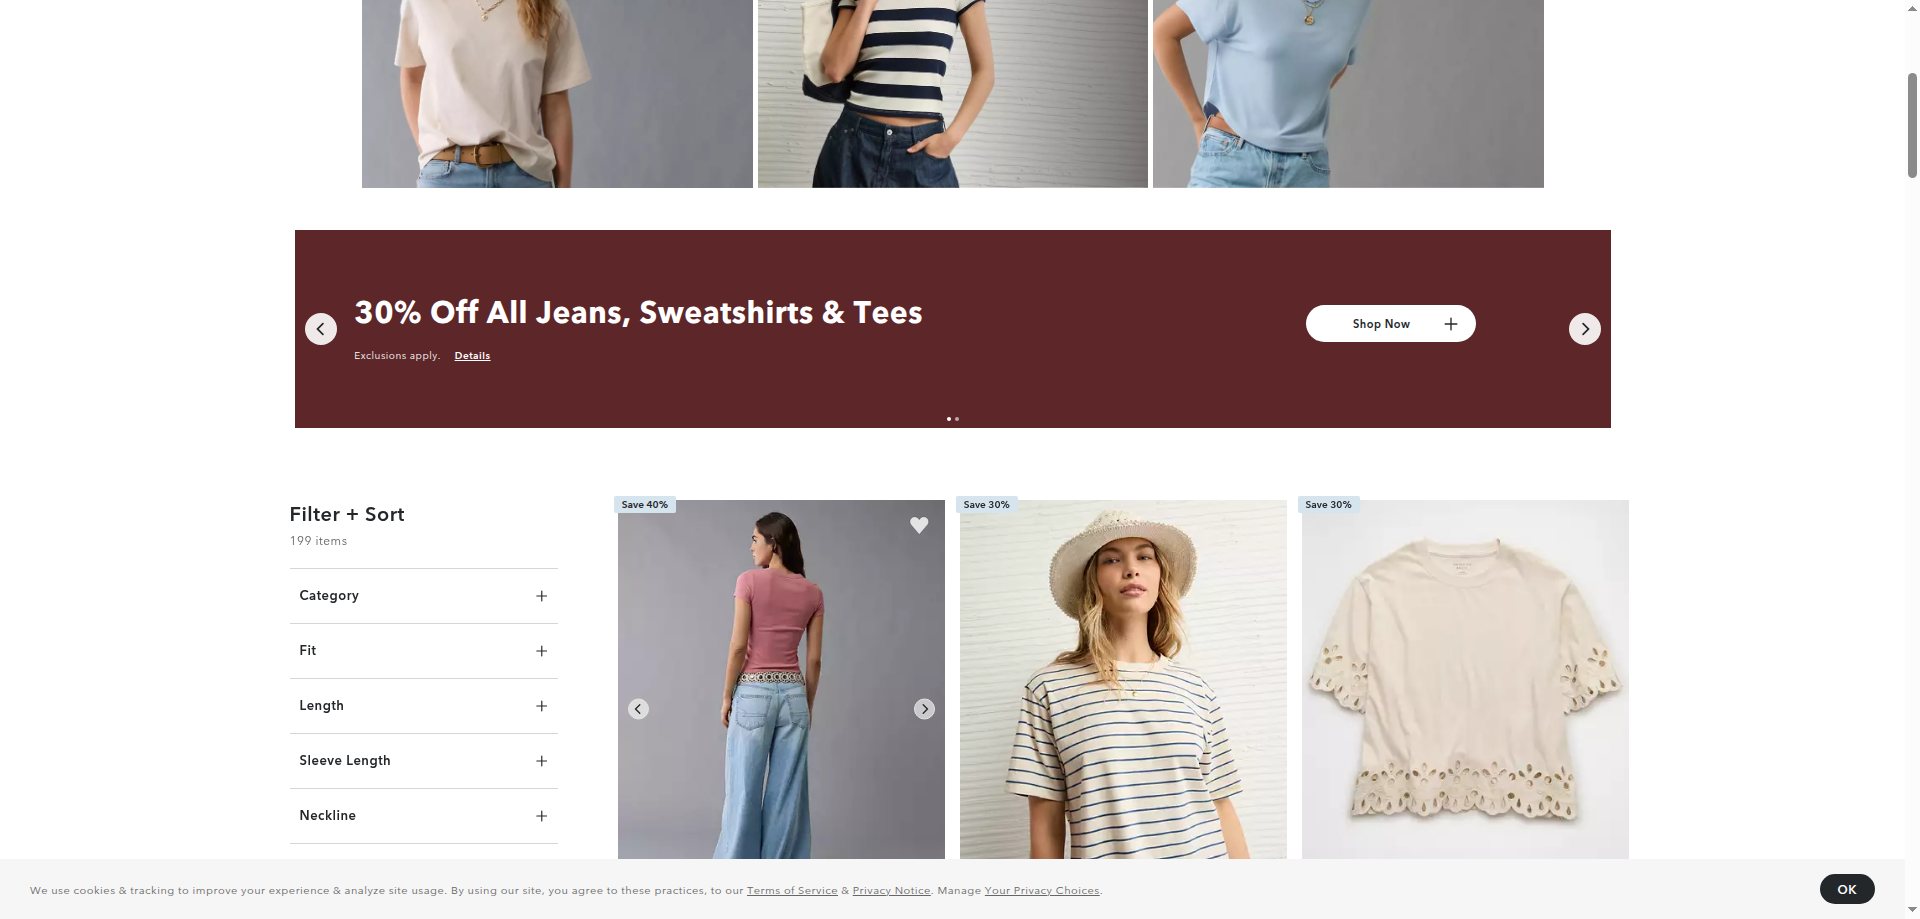 30% Off All Jeans, Sweatshirts & Tees
Exclusions apply. Details
Shop Now
Filter + Sort
199 items
Category
Fit
Length
Sleeve Length
Neckline
Save 40%
Save 30%
Save 30%
We use cookies & tracking to improve your experience & analyze site usage. By using our site, you agree to these practices, to our Terms of Service & Privacy Notice. Manage Your Privacy Choices.
OK